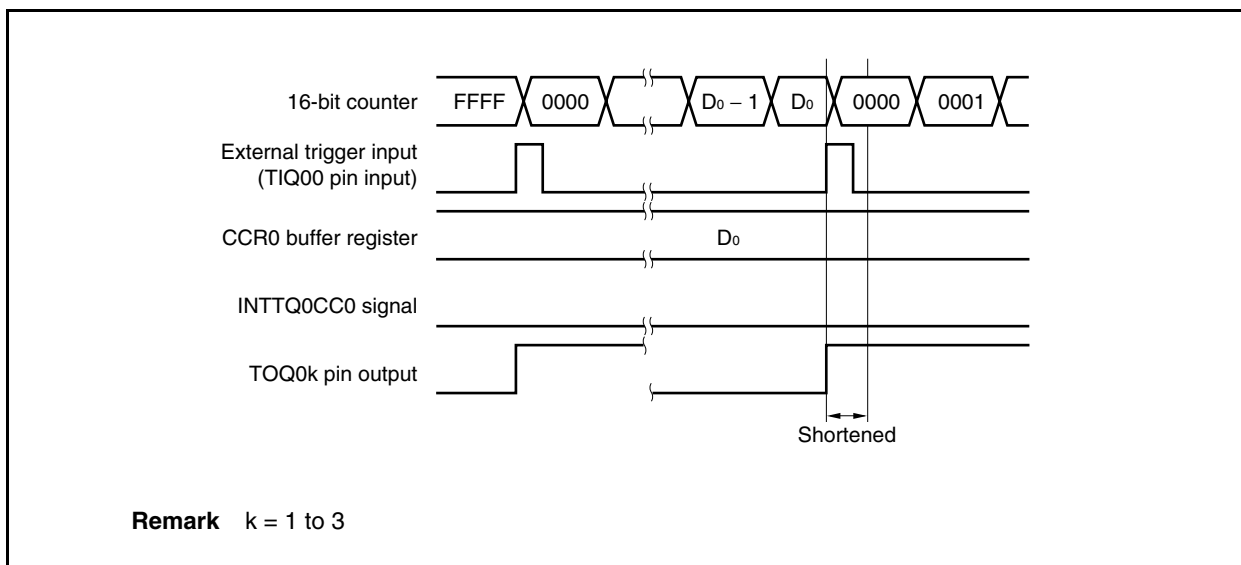 16-bit counter FFFF 0000 D0 – 1 D0 0000 0001
External trigger input
(TIQ00 pin input)
CCR0 buffer register D0
INTTQ0CC0 signal
TOQ0k pin output
Shortened
Remark k = 1 to 3